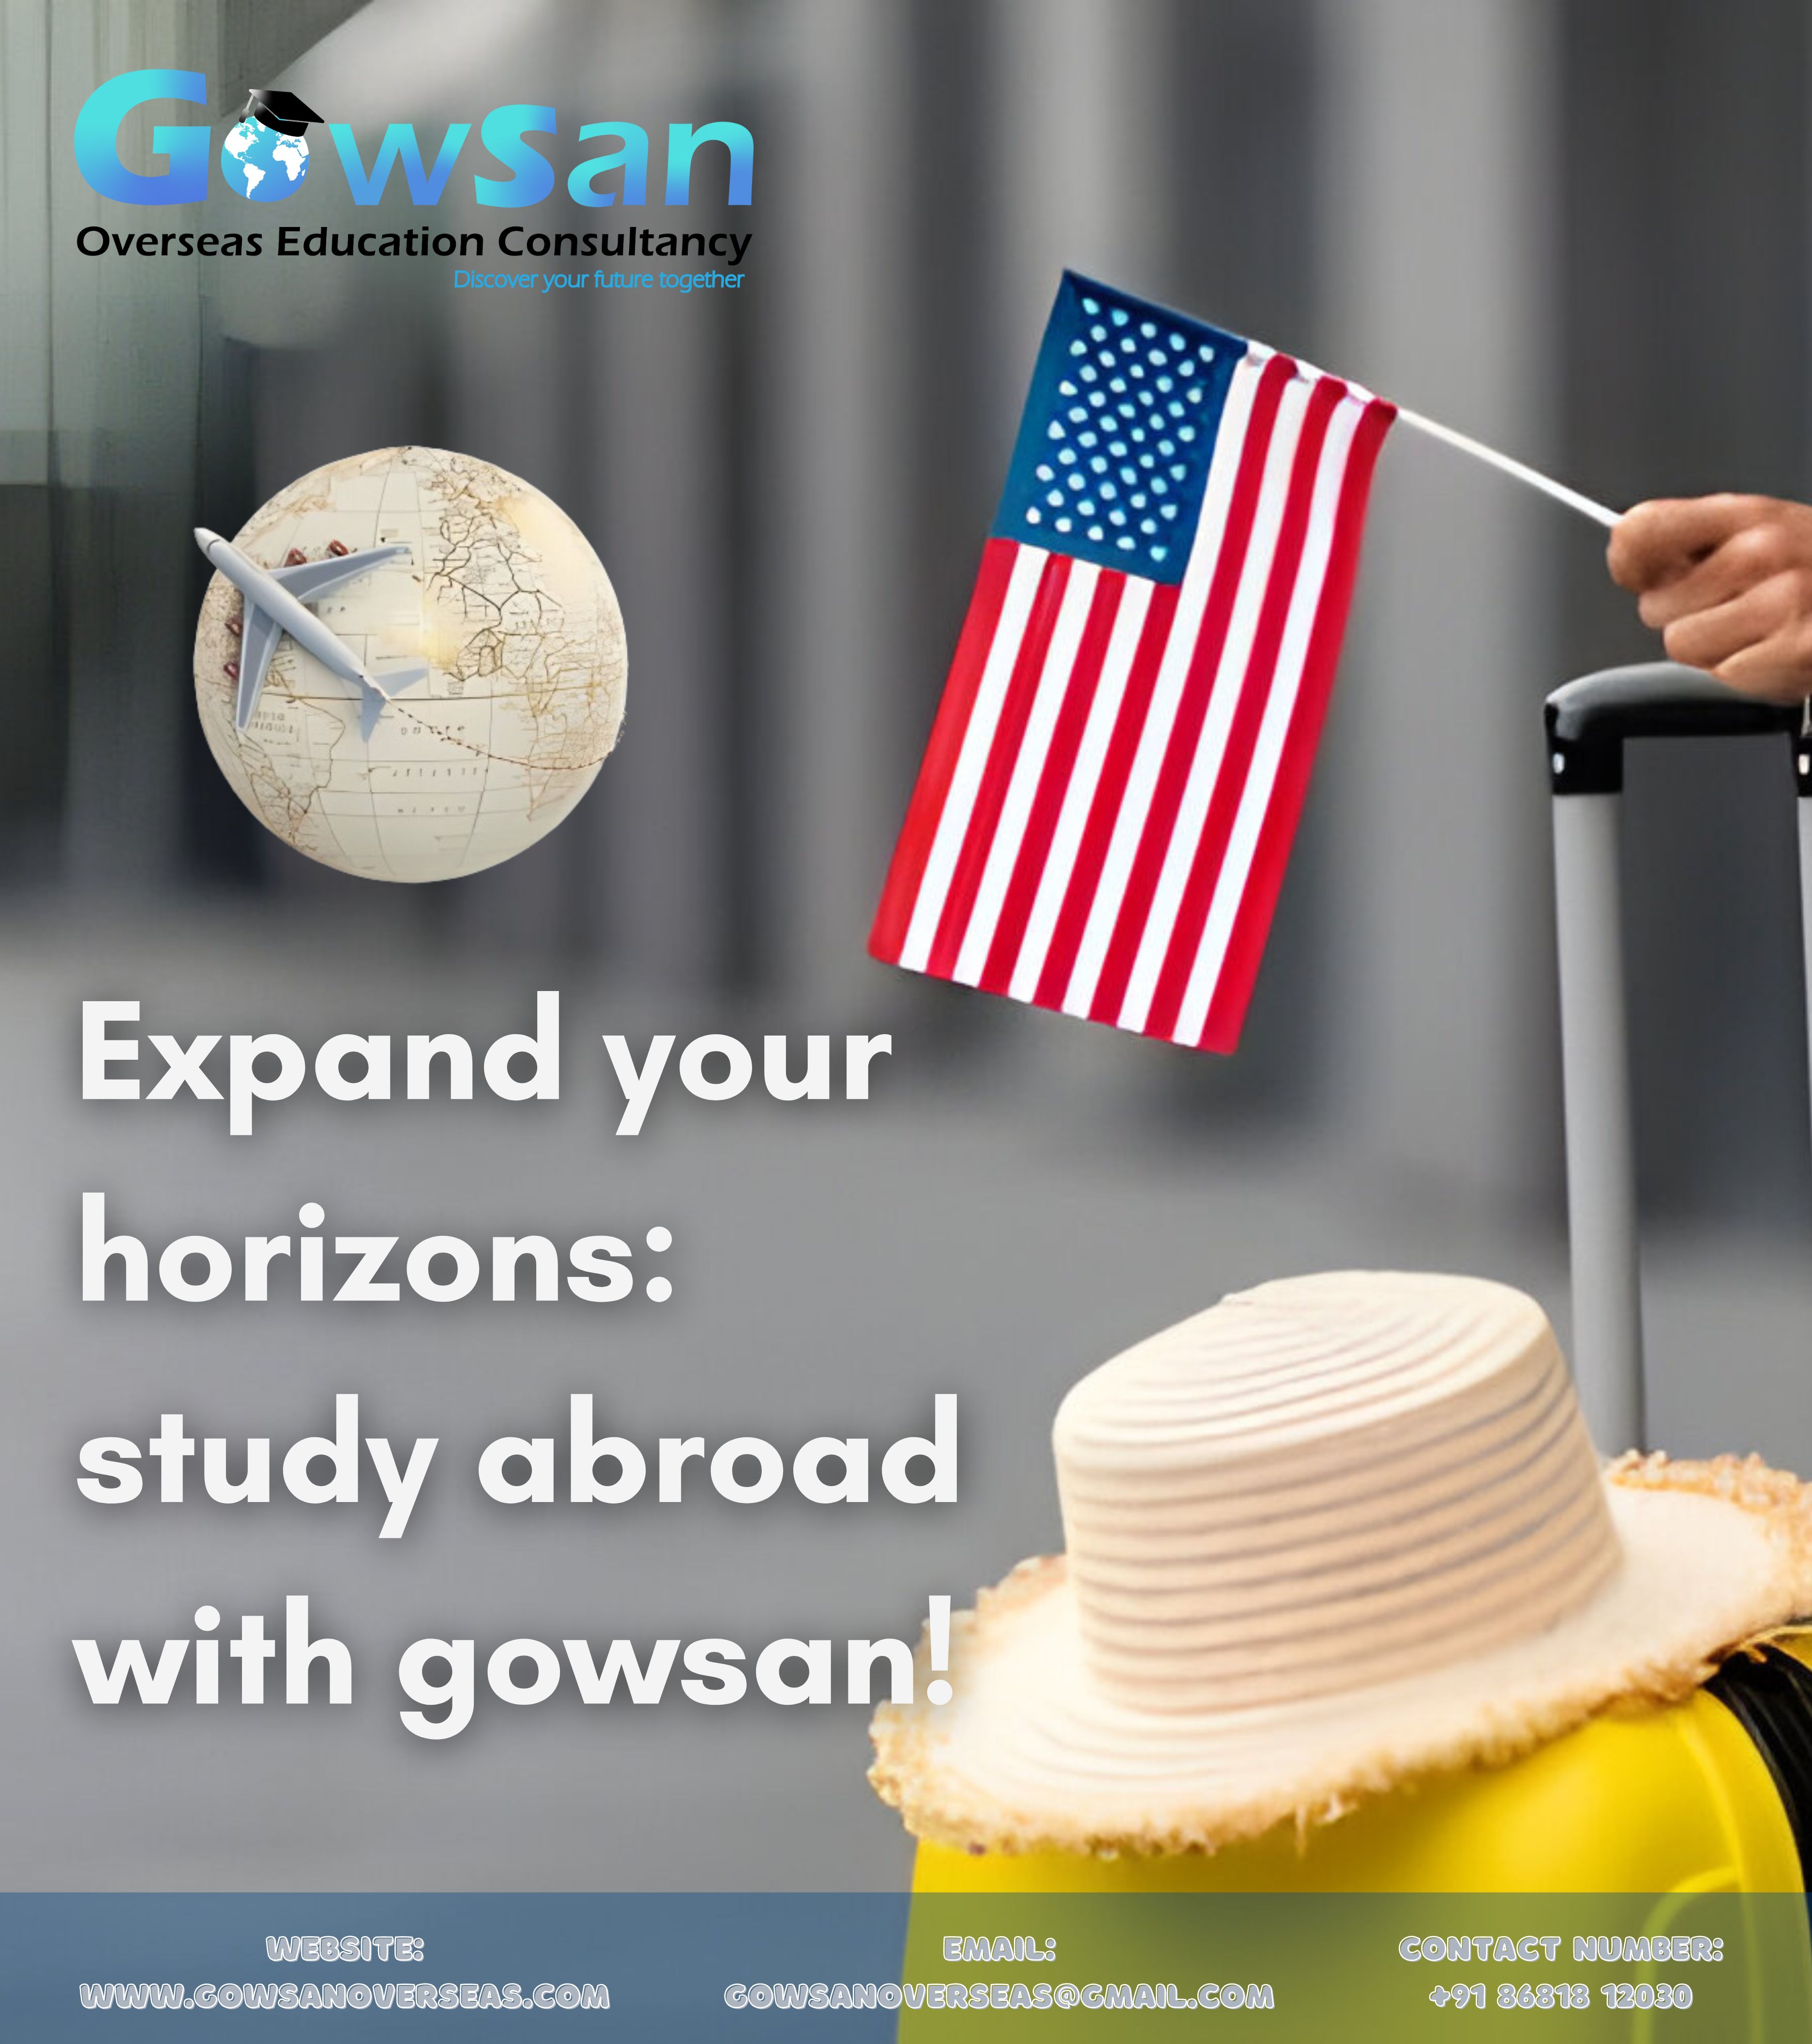 Gowsan
Overseas Education Consultancy
Discover your future together
Expand your
horizons:
study abroad
with gowsan!
WEBSITE:
WWW.GOWSANOVERSEAS.COM
EMAIL:
GOWSANOVERSEAS@GMAIL.COM
CONTACT NUMBER:
+91 86818 12030